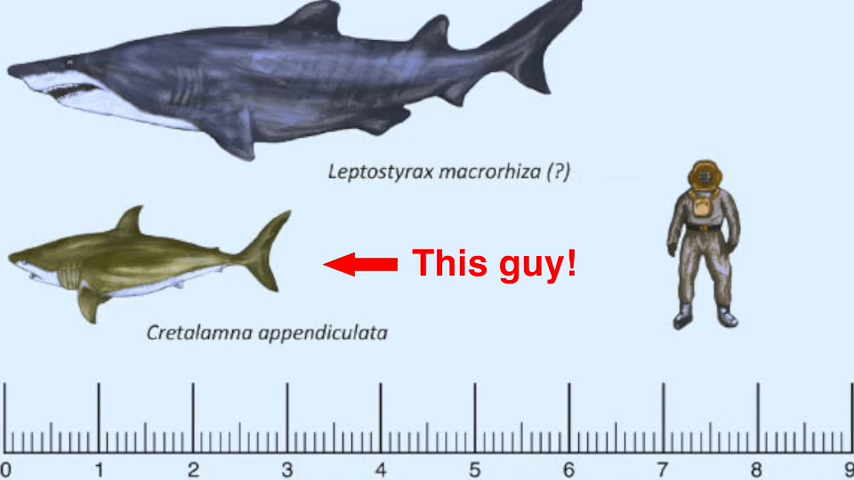 Leptostyrax macrorhiza (?)
This guy!
Cretalamna appendiculata
0 1 2 3 4 5 6 7 8 9